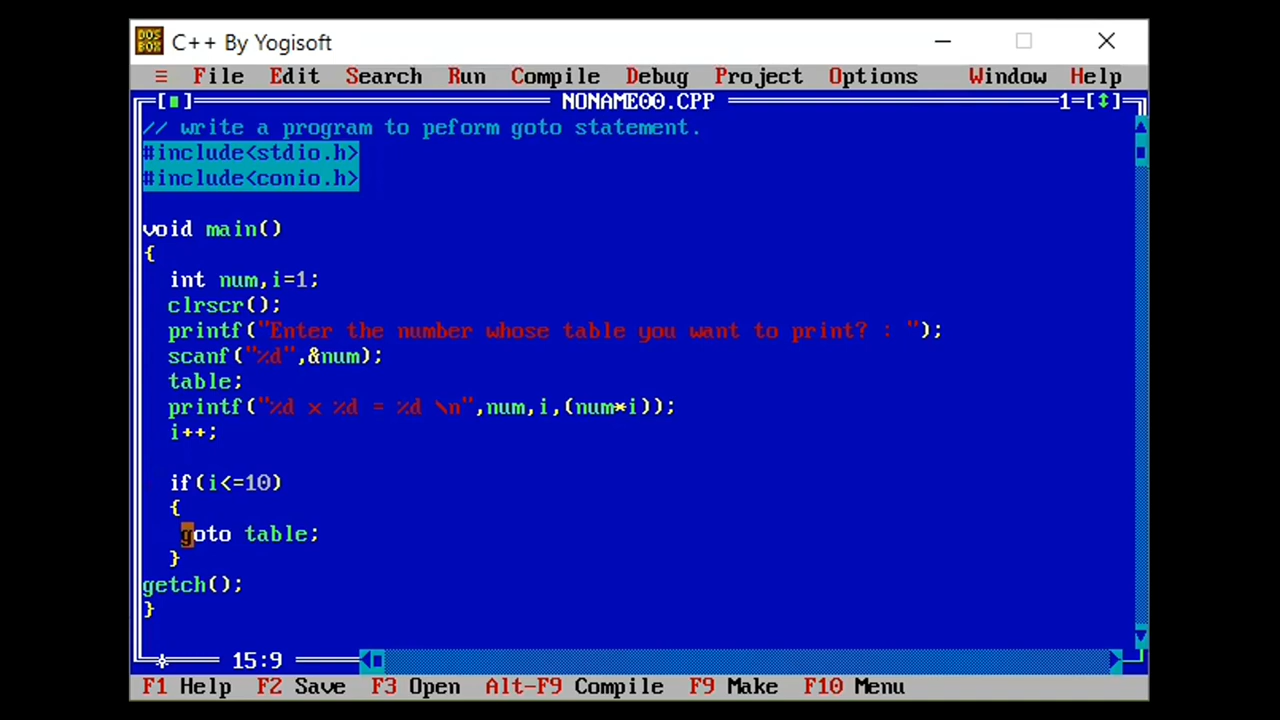 DOS BOX C++ By Yogisoft
≡ File Edit Search Run Compile Debug Project Options Window Help
[■] NONAME00.CPP 1=[↕]
// write a program to peform goto statement.
#include<stdio.h>
#include<conio.h>
void main()
{
int num,i=1;
clrscr();
printf("Enter the number whose table you want to print? : ");
scanf("%d",&num);
table;
printf("%d x %d = %d \n",num,i,(num*i));
i++;
if(i<=10)
{
goto table;
}
getch();
}
15:9
F1 Help F2 Save F3 Open Alt-F9 Compile F9 Make F10 Menu